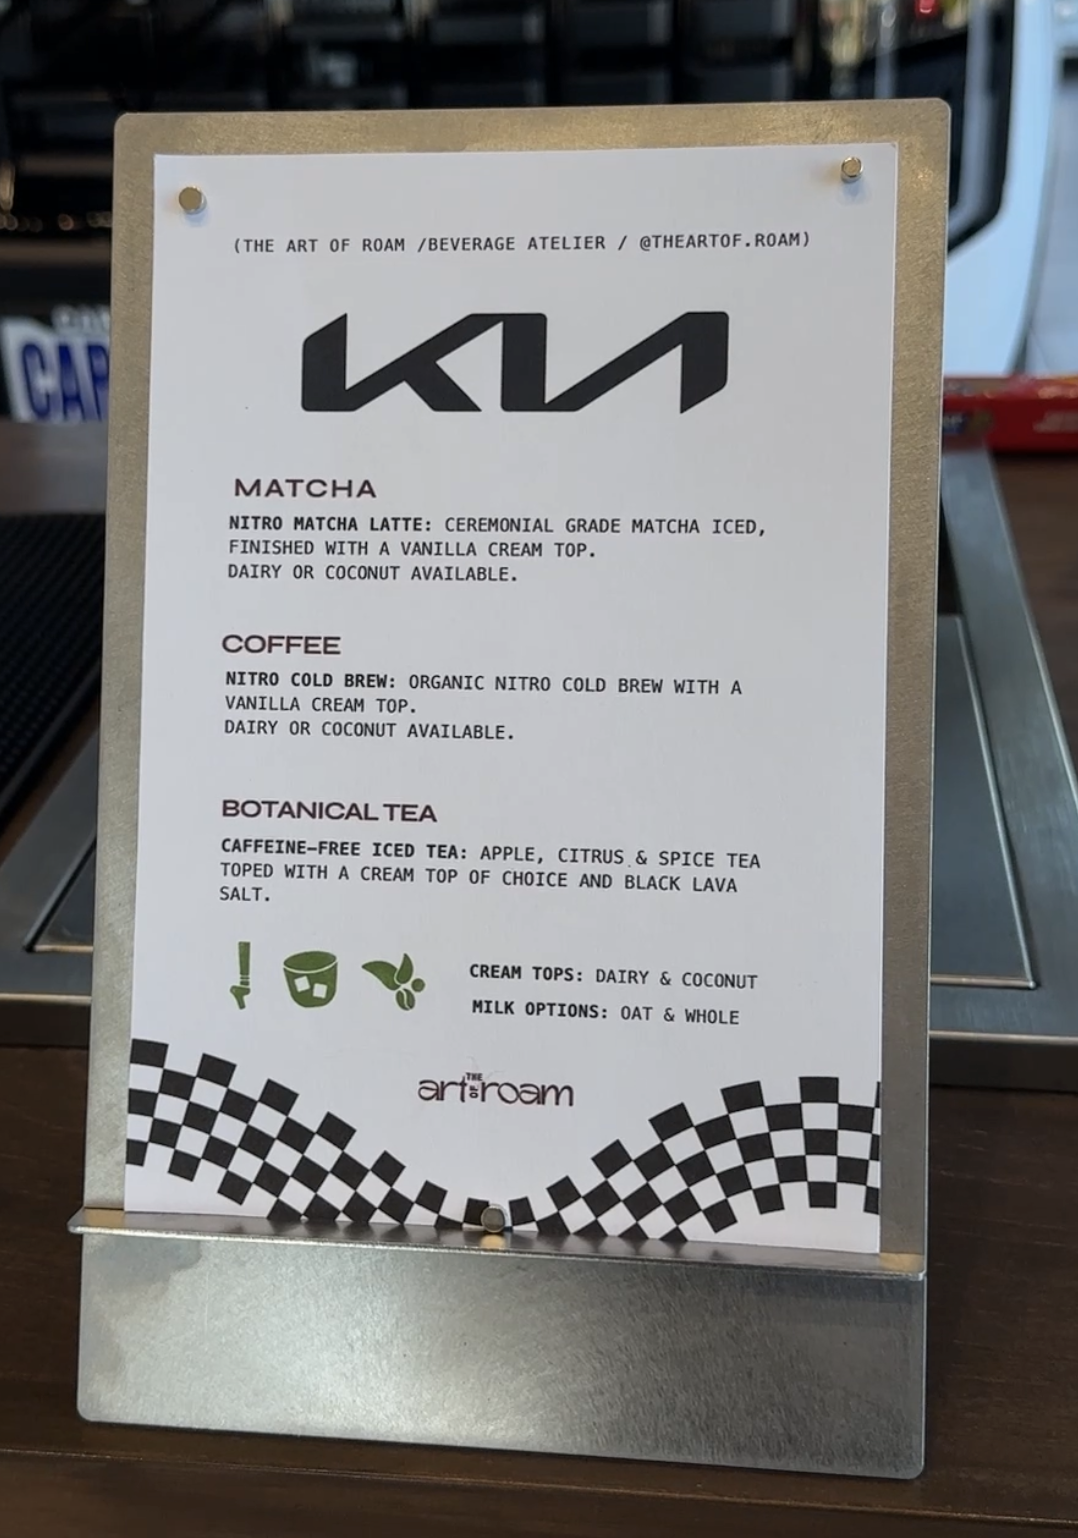 (THE ART OF ROAM /BEVERAGE ATELIER / @THEARTOF.ROAM)
KIA
MATCHA
NITRO MATCHA LATTE: CEREMONIAL GRADE MATCHA ICED,
FINISHED WITH A VANILLA CREAM TOP.
DAIRY OR COCONUT AVAILABLE.
COFFEE
NITRO COLD BREW: ORGANIC NITRO COLD BREW WITH A
VANILLA CREAM TOP.
DAIRY OR COCONUT AVAILABLE.
BOTANICAL TEA
CAFFEINE-FREE ICED TEA: APPLE, CITRUS & SPICE TEA
TOPED WITH A CREAM TOP OF CHOICE AND BLACK LAVA
SALT.
CREAM TOPS: DAIRY & COCONUT
MILK OPTIONS: OAT & WHOLE
art THE OF roam
CAR